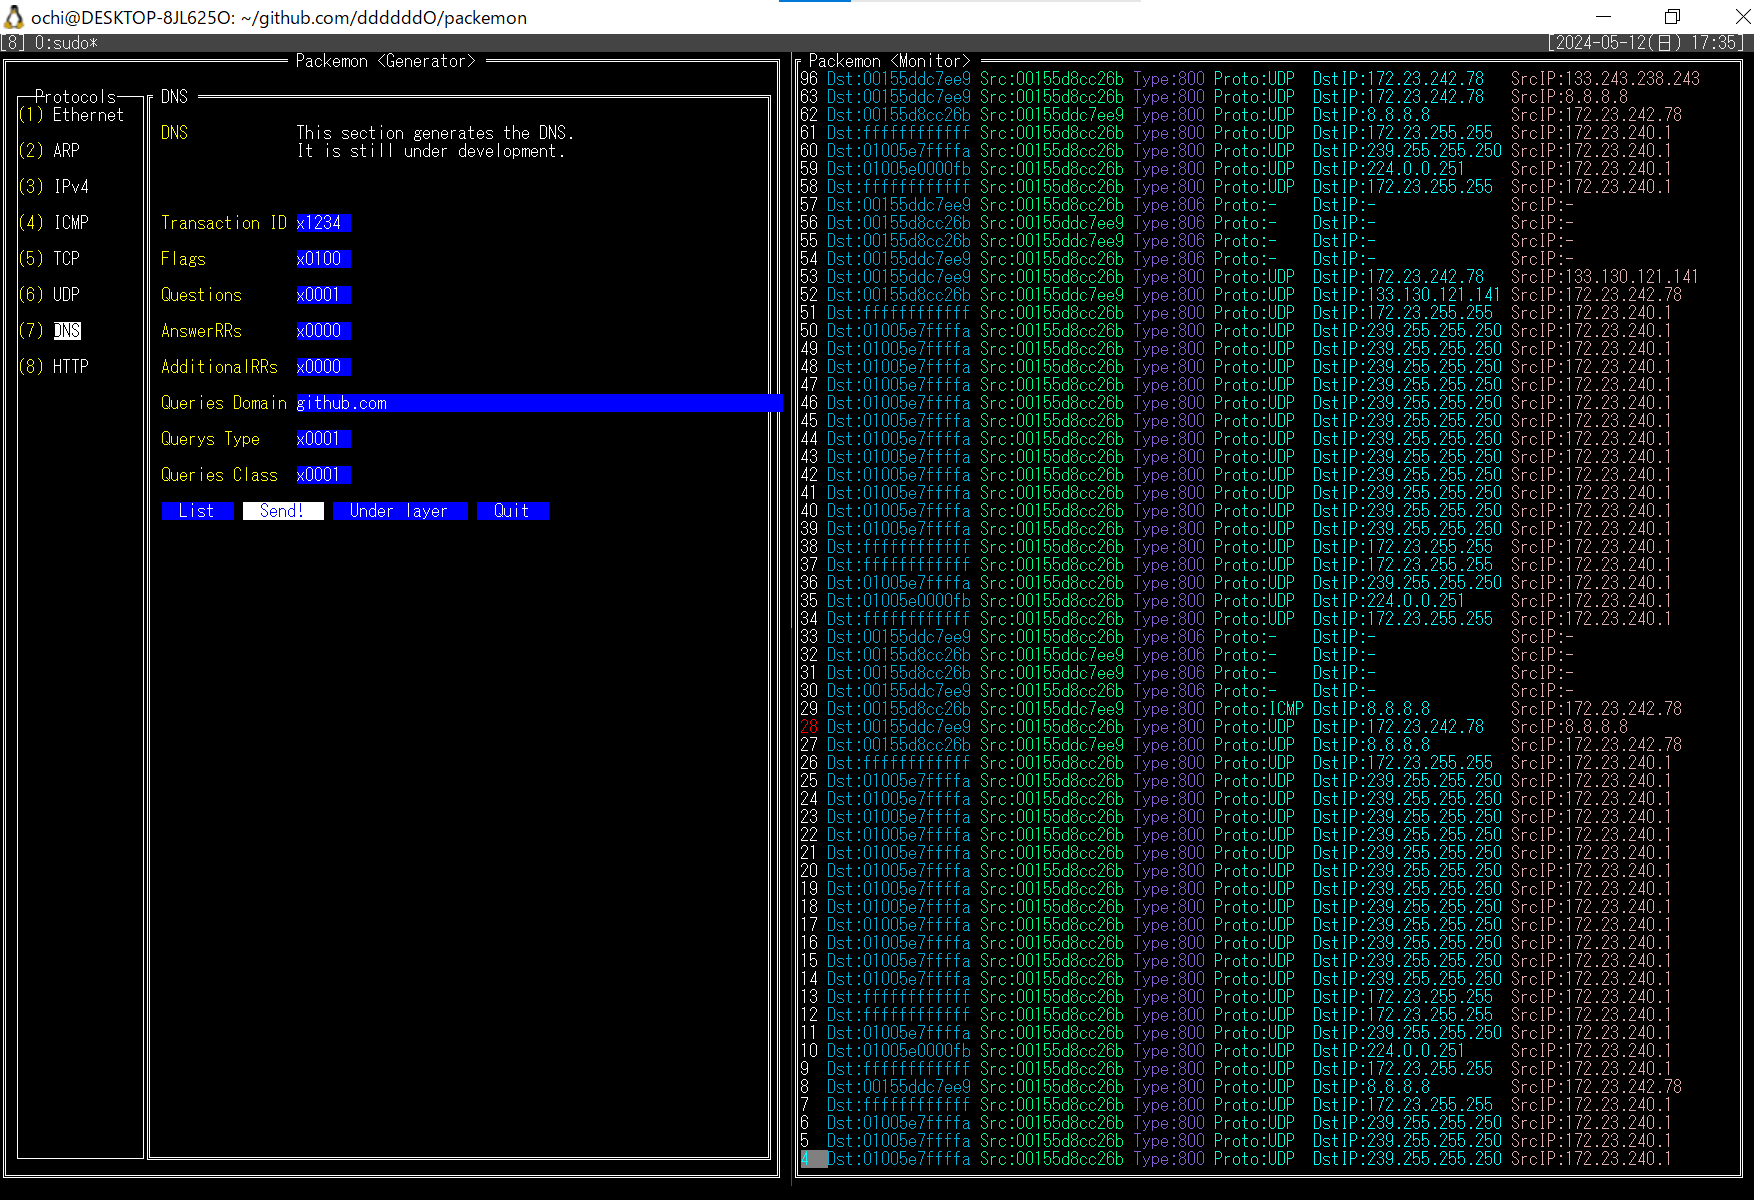 ochi@DESKTOP-8JL625O: ~/github.com/ddddddO/packemon
[8] 0:sudo*
[2024-05-12(日) 17:35]
Packemon <Generator>
Protocols
(1) Ethernet
(2) ARP
(3) IPv4
(4) ICMP
(5) TCP
(6) UDP
(7) DNS
(8) HTTP
DNS
DNS This section generates the DNS.
It is still under development.
Transaction ID x1234
Flags x0100
Questions x0001
AnswerRRs x0000
AdditionalRRs x0000
Queries Domain github.com
Querys Type x0001
Queries Class x0001
List Send! Under layer Quit
Packemon <Monitor>
96 Dst:00155ddc7ee9 Src:00155d8cc26b Type:800 Proto:UDP DstIP:172.23.242.78 SrcIP:133.243.238.243
63 Dst:00155ddc7ee9 Src:00155d8cc26b Type:800 Proto:UDP DstIP:172.23.242.78 SrcIP:8.8.8.8
62 Dst:00155d8cc26b Src:00155ddc7ee9 Type:800 Proto:UDP DstIP:8.8.8.8 SrcIP:172.23.242.78
61 Dst:ffffffffffff Src:00155d8cc26b Type:800 Proto:UDP DstIP:172.23.255.255 SrcIP:172.23.240.1
60 Dst:01005e7ffffa Src:00155d8cc26b Type:800 Proto:UDP DstIP:239.255.255.250 SrcIP:172.23.240.1
59 Dst:01005e0000fb Src:00155d8cc26b Type:800 Proto:UDP DstIP:224.0.0.251 SrcIP:172.23.240.1
58 Dst:ffffffffffff Src:00155d8cc26b Type:800 Proto:UDP DstIP:172.23.255.255 SrcIP:172.23.240.1
57 Dst:00155ddc7ee9 Src:00155d8cc26b Type:806 Proto:- DstIP:- SrcIP:-
56 Dst:00155d8cc26b Src:00155ddc7ee9 Type:806 Proto:- DstIP:- SrcIP:-
55 Dst:00155d8cc26b Src:00155ddc7ee9 Type:806 Proto:- DstIP:- SrcIP:-
54 Dst:00155ddc7ee9 Src:00155d8cc26b Type:806 Proto:- DstIP:- SrcIP:-
53 Dst:00155ddc7ee9 Src:00155d8cc26b Type:800 Proto:UDP DstIP:172.23.242.78 SrcIP:133.130.121.141
52 Dst:00155d8cc26b Src:00155ddc7ee9 Type:800 Proto:UDP DstIP:133.130.121.141 SrcIP:172.23.242.78
51 Dst:ffffffffffff Src:00155d8cc26b Type:800 Proto:UDP DstIP:172.23.255.255 SrcIP:172.23.240.1
50 Dst:01005e7ffffa Src:00155d8cc26b Type:800 Proto:UDP DstIP:239.255.255.250 SrcIP:172.23.240.1
49 Dst:01005e7ffffa Src:00155d8cc26b Type:800 Proto:UDP DstIP:239.255.255.250 SrcIP:172.23.240.1
48 Dst:01005e7ffffa Src:00155d8cc26b Type:800 Proto:UDP DstIP:239.255.255.250 SrcIP:172.23.240.1
47 Dst:01005e7ffffa Src:00155d8cc26b Type:800 Proto:UDP DstIP:239.255.255.250 SrcIP:172.23.240.1
46 Dst:01005e7ffffa Src:00155d8cc26b Type:800 Proto:UDP DstIP:239.255.255.250 SrcIP:172.23.240.1
45 Dst:01005e7ffffa Src:00155d8cc26b Type:800 Proto:UDP DstIP:239.255.255.250 SrcIP:172.23.240.1
44 Dst:01005e7ffffa Src:00155d8cc26b Type:800 Proto:UDP DstIP:239.255.255.250 SrcIP:172.23.240.1
43 Dst:01005e7ffffa Src:00155d8cc26b Type:800 Proto:UDP DstIP:239.255.255.250 SrcIP:172.23.240.1
42 Dst:01005e7ffffa Src:00155d8cc26b Type:800 Proto:UDP DstIP:239.255.255.250 SrcIP:172.23.240.1
41 Dst:01005e7ffffa Src:00155d8cc26b Type:800 Proto:UDP DstIP:239.255.255.250 SrcIP:172.23.240.1
40 Dst:01005e7ffffa Src:00155d8cc26b Type:800 Proto:UDP DstIP:239.255.255.250 SrcIP:172.23.240.1
39 Dst:01005e7ffffa Src:00155d8cc26b Type:800 Proto:UDP DstIP:239.255.255.250 SrcIP:172.23.240.1
38 Dst:ffffffffffff Src:00155d8cc26b Type:800 Proto:UDP DstIP:172.23.255.255 SrcIP:172.23.240.1
37 Dst:ffffffffffff Src:00155d8cc26b Type:800 Proto:UDP DstIP:172.23.255.255 SrcIP:172.23.240.1
36 Dst:01005e7ffffa Src:00155d8cc26b Type:800 Proto:UDP DstIP:239.255.255.250 SrcIP:172.23.240.1
35 Dst:01005e0000fb Src:00155d8cc26b Type:800 Proto:UDP DstIP:224.0.0.251 SrcIP:172.23.240.1
34 Dst:ffffffffffff Src:00155d8cc26b Type:800 Proto:UDP DstIP:172.23.255.255 SrcIP:172.23.240.1
33 Dst:00155ddc7ee9 Src:00155d8cc26b Type:806 Proto:- DstIP:- SrcIP:-
32 Dst:00155d8cc26b Src:00155ddc7ee9 Type:806 Proto:- DstIP:- SrcIP:-
31 Dst:00155d8cc26b Src:00155ddc7ee9 Type:806 Proto:- DstIP:- SrcIP:-
30 Dst:00155ddc7ee9 Src:00155d8cc26b Type:806 Proto:- DstIP:- SrcIP:-
29 Dst:00155d8cc26b Src:00155ddc7ee9 Type:800 Proto:ICMP DstIP:8.8.8.8 SrcIP:172.23.242.78
28 Dst:00155ddc7ee9 Src:00155d8cc26b Type:800 Proto:UDP DstIP:172.23.242.78 SrcIP:8.8.8.8
27 Dst:00155d8cc26b Src:00155ddc7ee9 Type:800 Proto:UDP DstIP:8.8.8.8 SrcIP:172.23.242.78
26 Dst:ffffffffffff Src:00155d8cc26b Type:800 Proto:UDP DstIP:172.23.255.255 SrcIP:172.23.240.1
25 Dst:01005e7ffffa Src:00155d8cc26b Type:800 Proto:UDP DstIP:239.255.255.250 SrcIP:172.23.240.1
24 Dst:01005e7ffffa Src:00155d8cc26b Type:800 Proto:UDP DstIP:239.255.255.250 SrcIP:172.23.240.1
23 Dst:01005e7ffffa Src:00155d8cc26b Type:800 Proto:UDP DstIP:239.255.255.250 SrcIP:172.23.240.1
22 Dst:01005e7ffffa Src:00155d8cc26b Type:800 Proto:UDP DstIP:239.255.255.250 SrcIP:172.23.240.1
21 Dst:01005e7ffffa Src:00155d8cc26b Type:800 Proto:UDP DstIP:239.255.255.250 SrcIP:172.23.240.1
20 Dst:01005e7ffffa Src:00155d8cc26b Type:800 Proto:UDP DstIP:239.255.255.250 SrcIP:172.23.240.1
19 Dst:01005e7ffffa Src:00155d8cc26b Type:800 Proto:UDP DstIP:239.255.255.250 SrcIP:172.23.240.1
18 Dst:01005e7ffffa Src:00155d8cc26b Type:800 Proto:UDP DstIP:239.255.255.250 SrcIP:172.23.240.1
17 Dst:01005e7ffffa Src:00155d8cc26b Type:800 Proto:UDP DstIP:239.255.255.250 SrcIP:172.23.240.1
16 Dst:01005e7ffffa Src:00155d8cc26b Type:800 Proto:UDP DstIP:239.255.255.250 SrcIP:172.23.240.1
15 Dst:01005e7ffffa Src:00155d8cc26b Type:800 Proto:UDP DstIP:239.255.255.250 SrcIP:172.23.240.1
14 Dst:01005e7ffffa Src:00155d8cc26b Type:800 Proto:UDP DstIP:239.255.255.250 SrcIP:172.23.240.1
13 Dst:ffffffffffff Src:00155d8cc26b Type:800 Proto:UDP DstIP:172.23.255.255 SrcIP:172.23.240.1
12 Dst:ffffffffffff Src:00155d8cc26b Type:800 Proto:UDP DstIP:172.23.255.255 SrcIP:172.23.240.1
11 Dst:01005e7ffffa Src:00155d8cc26b Type:800 Proto:UDP DstIP:239.255.255.250 SrcIP:172.23.240.1
10 Dst:01005e0000fb Src:00155d8cc26b Type:800 Proto:UDP DstIP:224.0.0.251 SrcIP:172.23.240.1
9 Dst:ffffffffffff Src:00155d8cc26b Type:800 Proto:UDP DstIP:172.23.255.255 SrcIP:172.23.240.1
8 Dst:00155ddc7ee9 Src:00155d8cc26b Type:800 Proto:UDP DstIP:8.8.8.8 SrcIP:172.23.242.78
7 Dst:ffffffffffff Src:00155d8cc26b Type:800 Proto:UDP DstIP:172.23.255.255 SrcIP:172.23.240.1
6 Dst:01005e7ffffa Src:00155d8cc26b Type:800 Proto:UDP DstIP:239.255.255.250 SrcIP:172.23.240.1
5 Dst:01005e7ffffa Src:00155d8cc26b Type:800 Proto:UDP DstIP:239.255.255.250 SrcIP:172.23.240.1
4 Dst:01005e7ffffa Src:00155d8cc26b Type:800 Proto:UDP DstIP:239.255.255.250 SrcIP:172.23.240.1